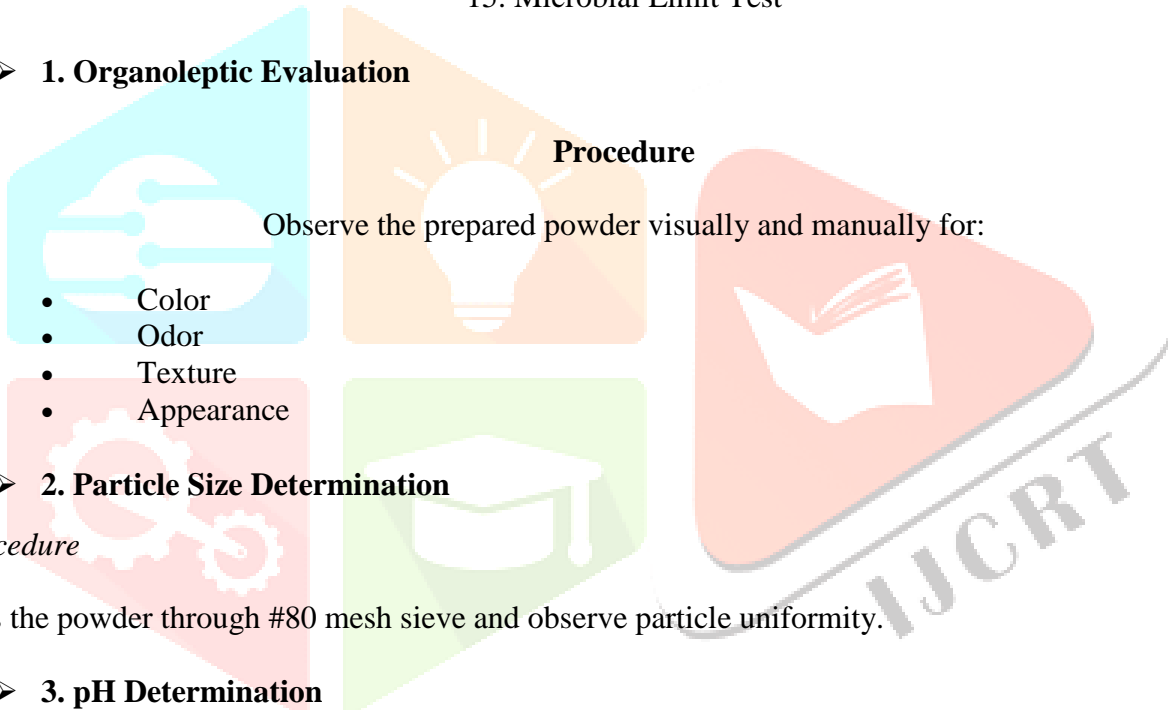 15. Microbial Limit Test
➢ 1. Organoleptic Evaluation
Procedure
Observe the prepared powder visually and manually for:
• Color
• Odor
• Texture
• Appearance
➢ 2. Particle Size Determination
cedure
the powder through #80 mesh sieve and observe particle uniformity.
➢ 3. pH Determination
IJCRT